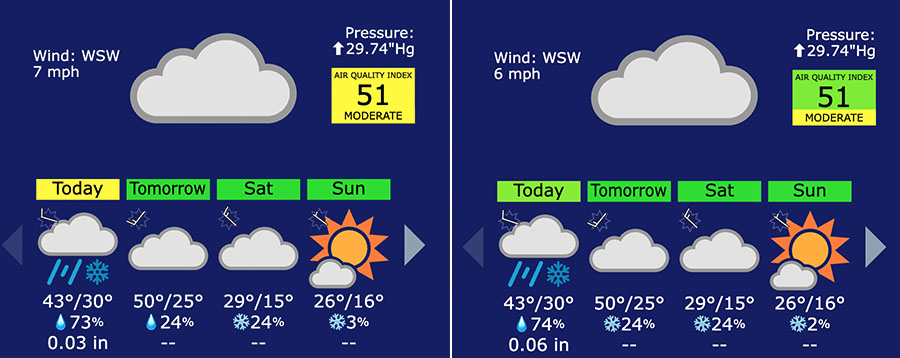 Wind: WSW
7 mph
Pressure:
29.74"Hg
AIR QUALITY INDEX
51
MODERATE
Today Tomorrow Sat Sun
43°/30° 50°/25° 29°/15° 26°/16°
73% 24% 24% 3%
0.03 in -- -- --
Wind: WSW
6 mph
Pressure:
29.74"Hg
AIR QUALITY INDEX
51
MODERATE
Today Tomorrow Sat Sun
43°/30° 50°/25° 29°/15° 26°/16°
74% 24% 24% 2%
0.06 in -- -- --